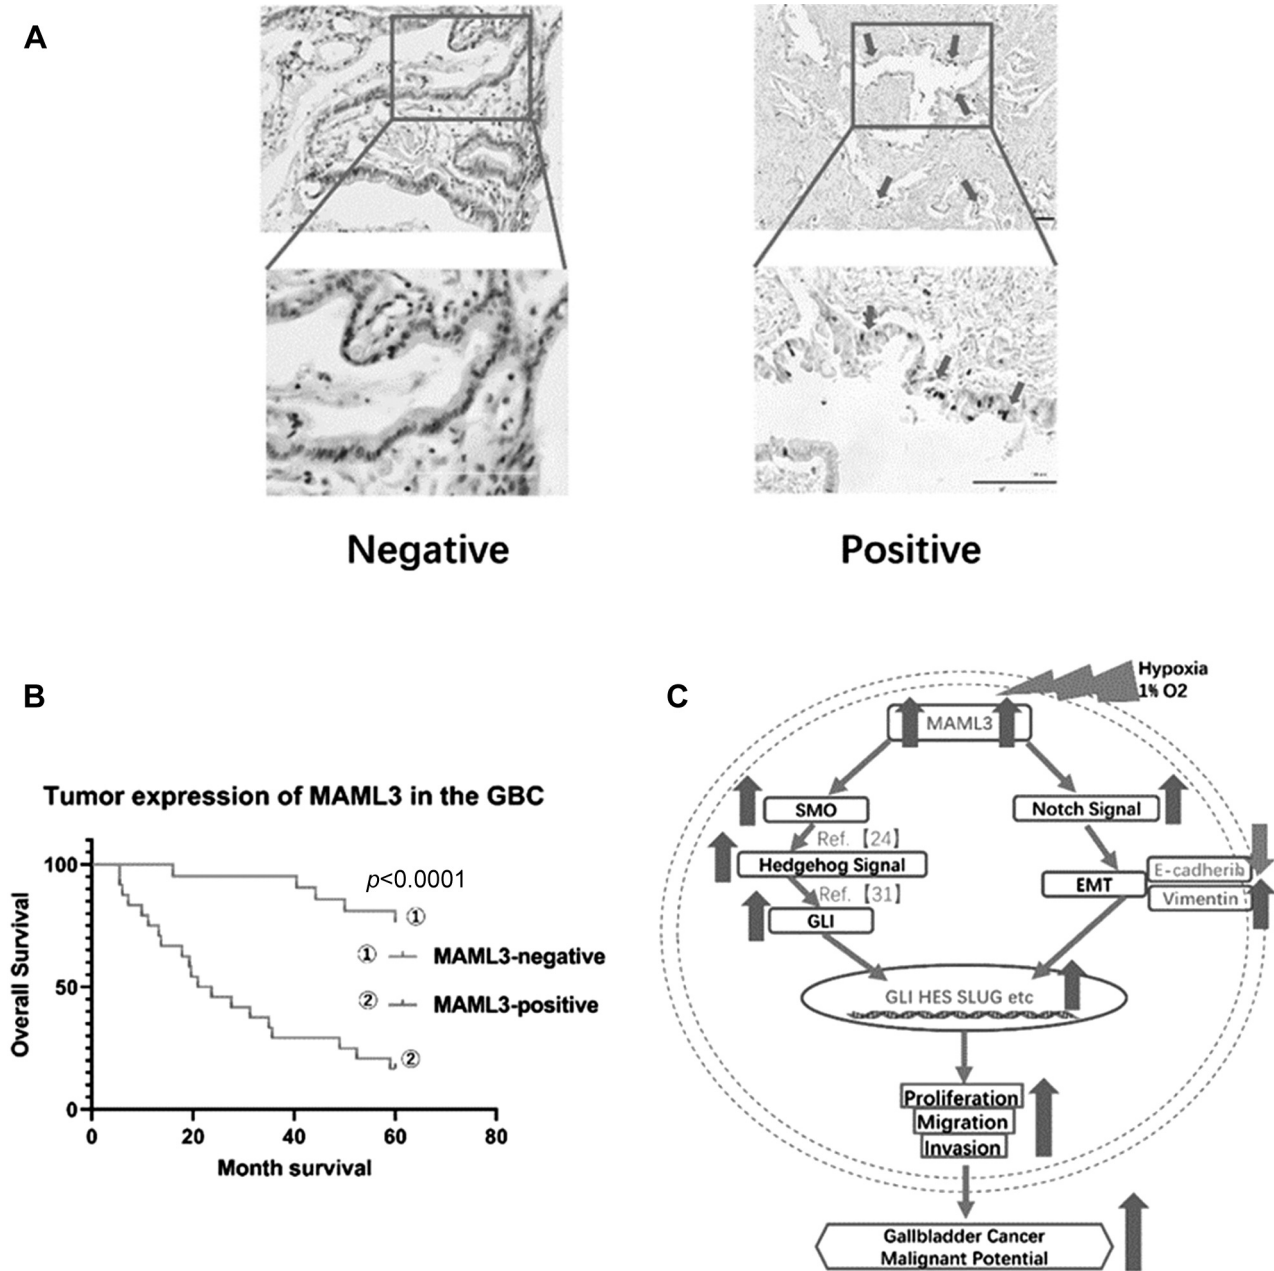 A
Negative
Positive
B
Tumor expression of MAML3 in the GBC
Overall Survival
100
50
0
p<0.0001
①
① MAML3-negative
② MAML3-positive
②
0 20 40 60 80
Month survival
C
Hypoxia
1% O2
MAML3
SMO
Notch Signal
Ref.【24】
Hedgehog Signal
E-cadherib
EMT
Vimentin
Ref.【31】
GLI
GLI HES SLUG etc
Proliferation
Migration
Invasion
Gallbladder Cancer
Malignant Potential